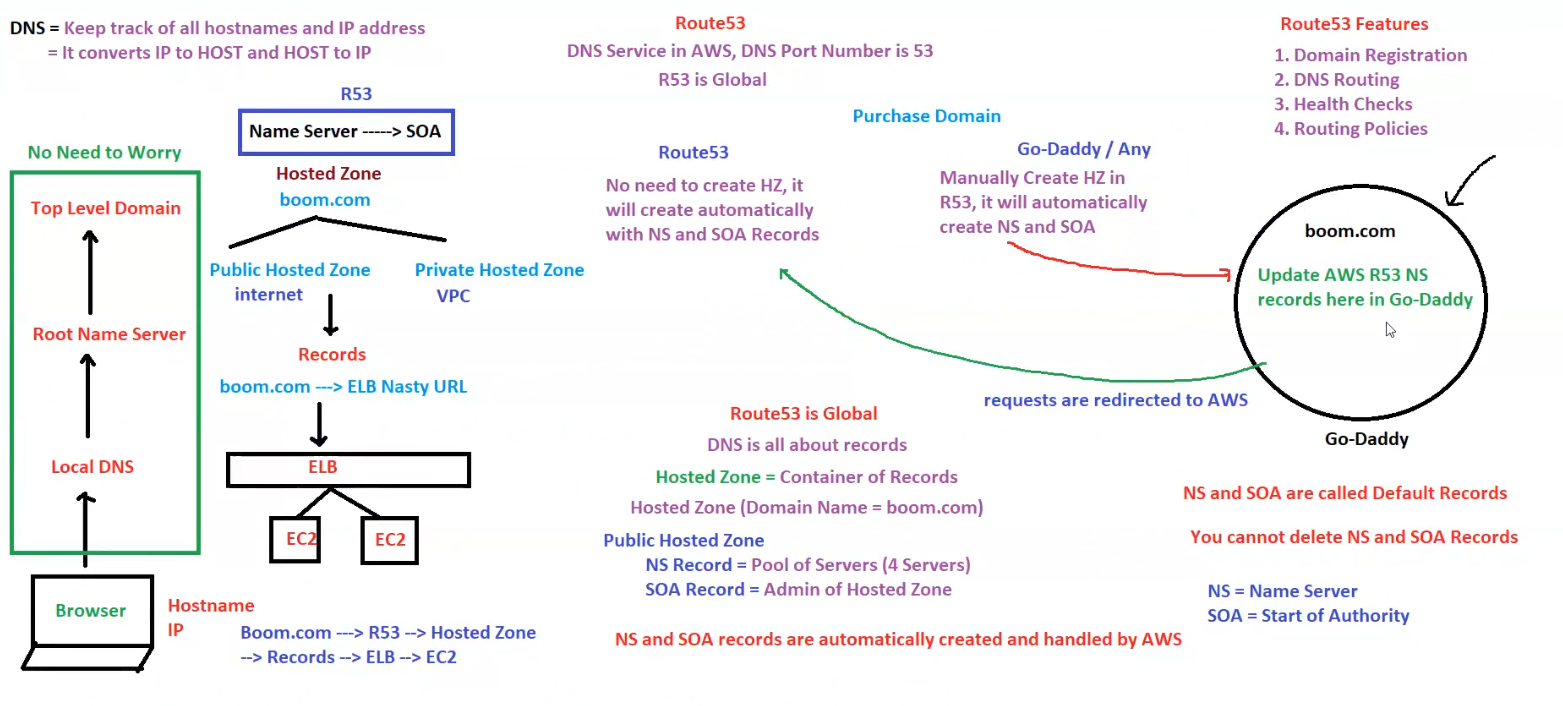 DNS = Keep track of all hostnames and IP address
= It converts IP to HOST and HOST to IP
R53
Name Server -----> SOA
No Need to Worry
Top Level Domain
Root Name Server
Local DNS
Browser
Hostname
IP
Hosted Zone
boom.com
Public Hosted Zone
internet
Private Hosted Zone
VPC
Records
boom.com ---> ELB Nasty URL
ELB
EC2
EC2
Boom.com ---> R53 --> Hosted Zone
--> Records --> ELB --> EC2
Route53
DNS Service in AWS, DNS Port Number is 53
R53 is Global
Purchase Domain
Route53
No need to create HZ, it
will create automatically
with NS and SOA Records
Go-Daddy / Any
Manually Create HZ in
R53, it will automatically
create NS and SOA
requests are redirected to AWS
Route53 is Global
DNS is all about records
Hosted Zone = Container of Records
Hosted Zone (Domain Name = boom.com)
Public Hosted Zone
NS Record = Pool of Servers (4 Servers)
SOA Record = Admin of Hosted Zone
NS and SOA records are automatically created and handled by AWS
Route53 Features
1. Domain Registration
2. DNS Routing
3. Health Checks
4. Routing Policies
boom.com
Update AWS R53 NS
records here in Go-Daddy
Go-Daddy
NS and SOA are called Default Records
You cannot delete NS and SOA Records
NS = Name Server
SOA = Start of Authority